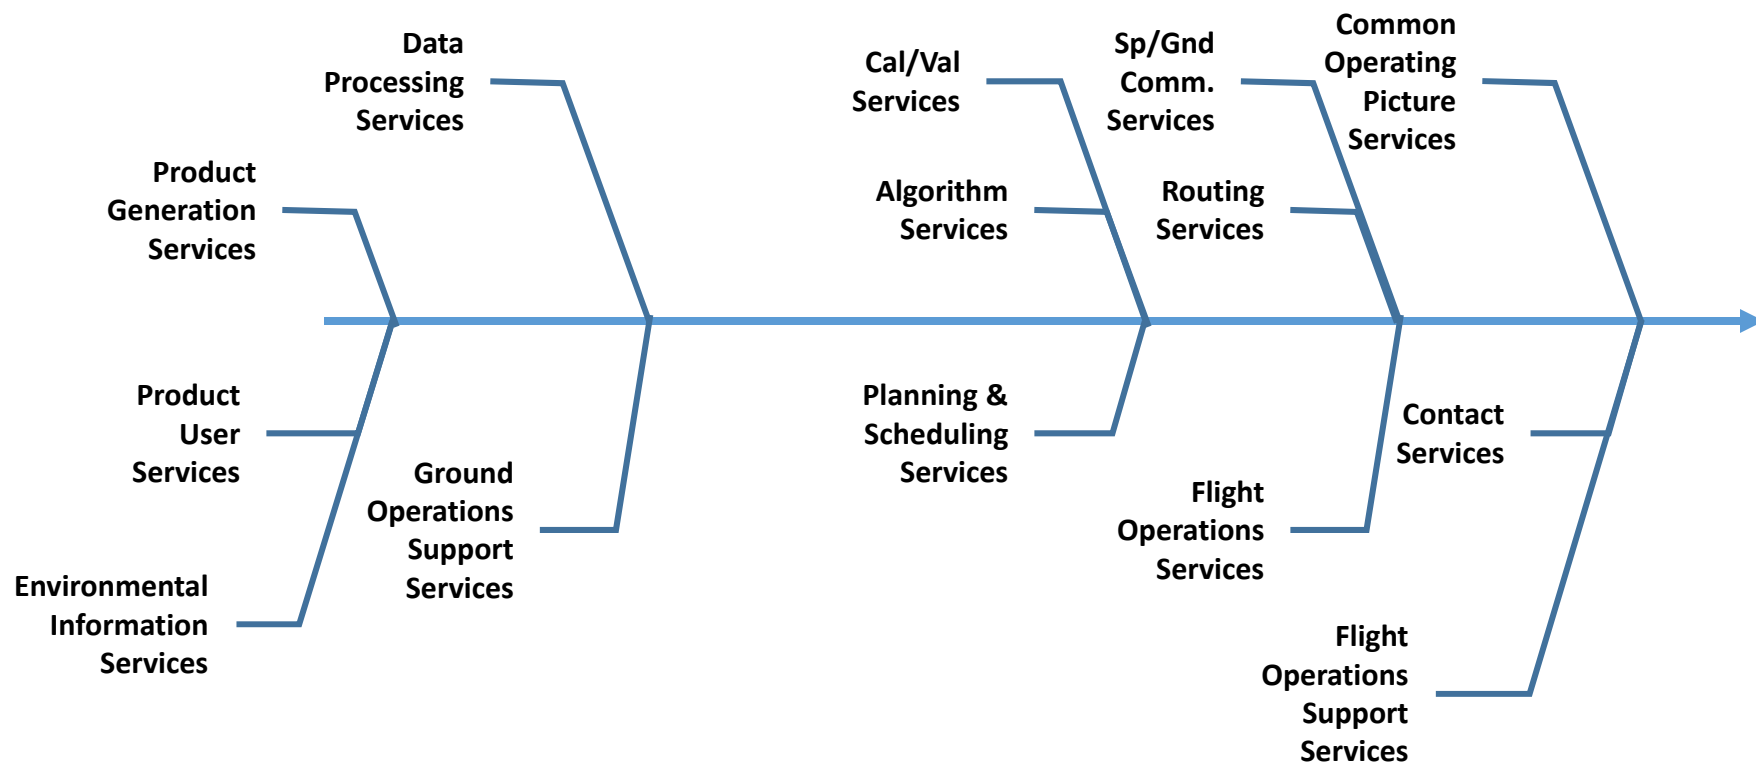 Data
Processing
Services
Cal/Val
Services
Sp/Gnd
Comm.
Services
Common
Operating
Picture
Services
Product
Generation
Services
Algorithm
Services
Routing
Services
Product
User
Services
Ground
Operations
Support
Services
Planning &
Scheduling
Services
Contact
Services
Flight
Operations
Services
Environmental
Information
Services
Flight
Operations
Support
Services